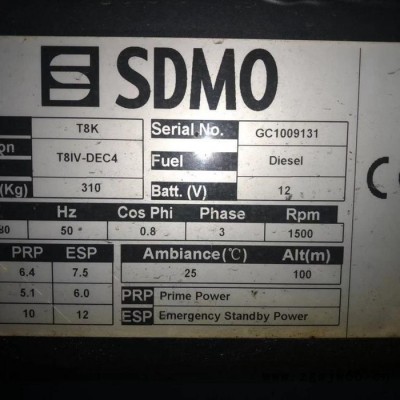 SDMO
T8K Serial No. GC1009131
on T8IV-DEC4 Fuel Diesel
(Kg) 310 Batt. (V) 12
Hz Cos Phi Phase Rpm
80 50 0.8 3 1500
PRP ESP Ambiance(℃) Alt(m)
6.4 7.5 25 100
5.1 6.0 PRP Prime Power
10 12 ESP Emergency Standby Power